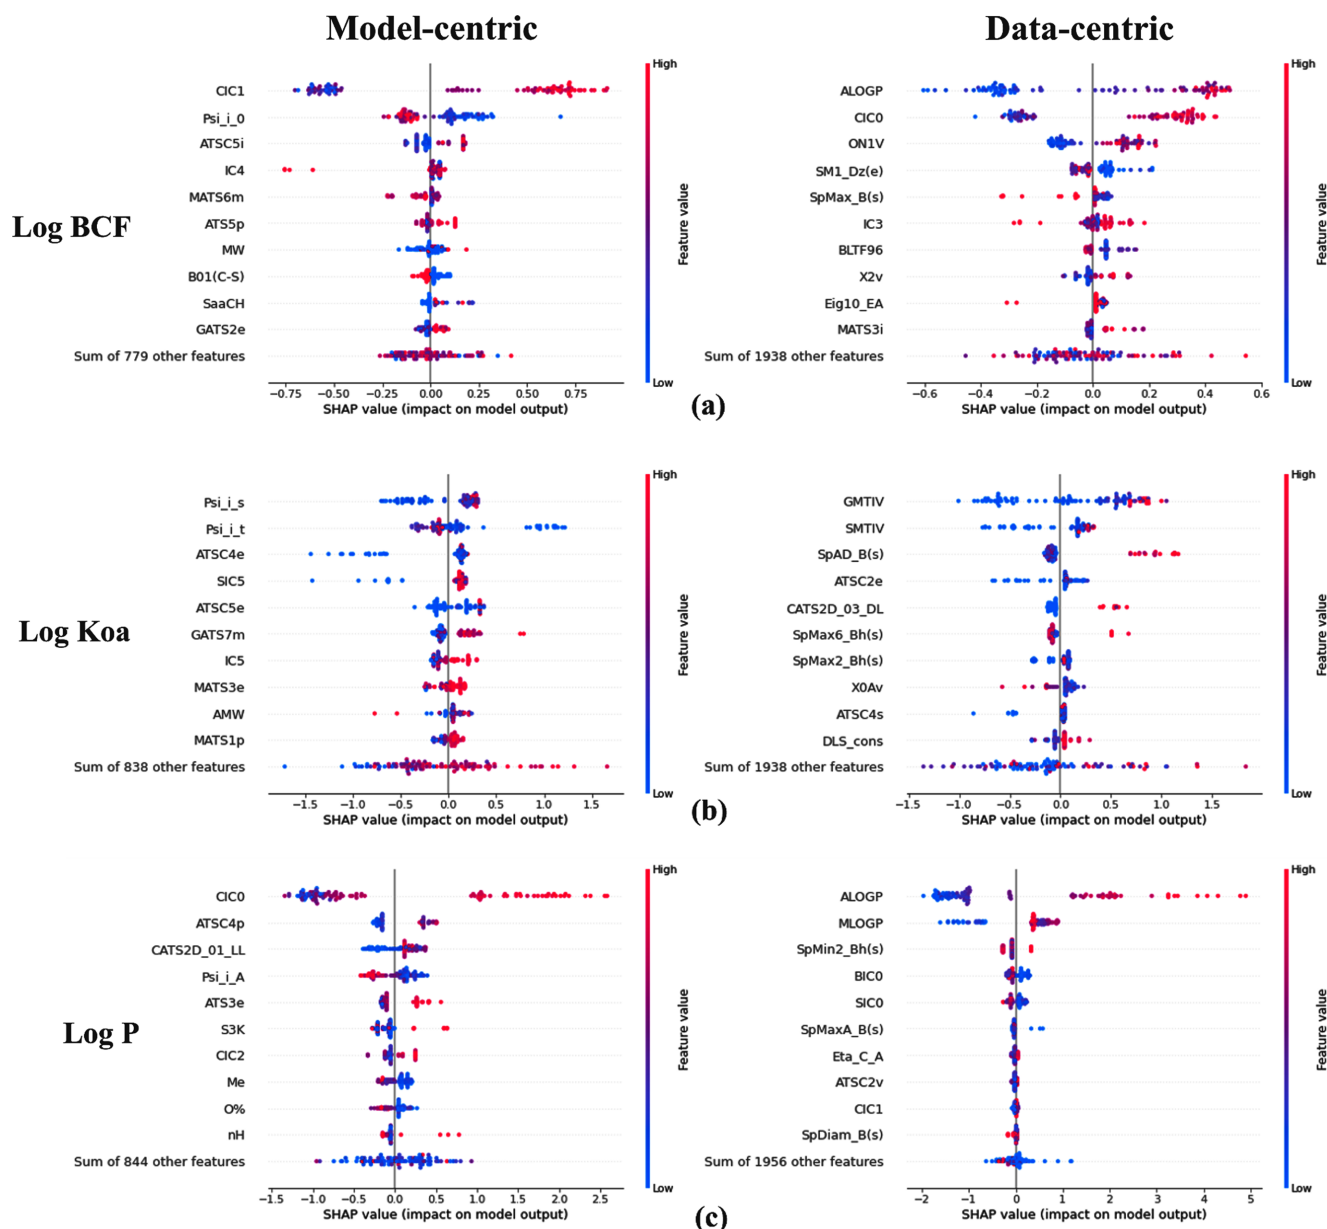 Model-centric
Data-centric
Log BCF
High
CIC1
Psi_i_0
ATSC5i
IC4
MATS6m
ATS5p
MW
B01(C-S)
SaaCH
GATS2e
Sum of 779 other features
Feature value
Low
−0.75 −0.50 −0.25 0.00 0.25 0.50 0.75
SHAP value (impact on model output)
High
ALOGP
CIC0
ON1V
SM1_Dz(e)
SpMax_B(s)
IC3
BLTF96
X2v
Eig10_EA
MATS3i
Sum of 1938 other features
Feature value
Low
−0.6 −0.4 −0.2 0.0 0.2 0.4 0.6
SHAP value (impact on model output)
(a)
Log Koa
High
Psi_i_s
Psi_i_t
ATSC4e
SIC5
ATSC5e
GATS7m
IC5
MATS3e
AMW
MATS1p
Sum of 838 other features
Feature value
Low
−1.5 −1.0 −0.5 0.0 0.5 1.0 1.5
SHAP value (impact on model output)
High
GMTIV
SMTIV
SpAD_B(s)
ATSC2e
CATS2D_03_DL
SpMax6_Bh(s)
SpMax2_Bh(s)
X0Av
ATSC4s
DLS_cons
Sum of 1938 other features
Feature value
Low
−1.5 −1.0 −0.5 0.0 0.5 1.0 1.5
SHAP value (impact on model output)
(b)
Log P
High
CIC0
ATSC4p
CATS2D_01_LL
Psi_i_A
ATS3e
S3K
CIC2
Me
O%
nH
Sum of 844 other features
Feature value
Low
−1.5 −1.0 −0.5 0.0 0.5 1.0 1.5 2.0 2.5
SHAP value (impact on model output)
High
ALOGP
MLOGP
SpMin2_Bh(s)
BIC0
SIC0
SpMaxA_B(s)
Eta_C_A
ATSC2v
CIC1
SpDiam_B(s)
Sum of 1956 other features
Feature value
Low
−2 −1 0 1 2 3 4 5
SHAP value (impact on model output)
(c)